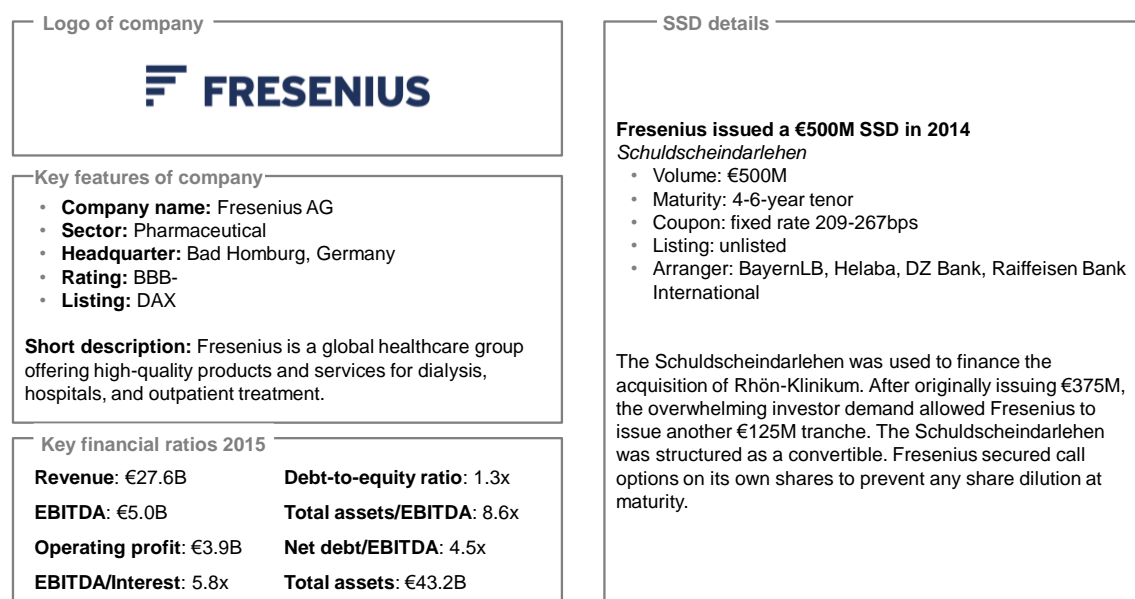 Logo of company
FRESENIUS
Key features of company
• Company name: Fresenius AG
• Sector: Pharmaceutical
• Headquarter: Bad Homburg, Germany
• Rating: BBB-
• Listing: DAX
Short description: Fresenius is a global healthcare group
offering high-quality products and services for dialysis,
hospitals, and outpatient treatment.
Key financial ratios 2015
Revenue: €27.6B Debt-to-equity ratio: 1.3x
EBITDA: €5.0B Total assets/EBITDA: 8.6x
Operating profit: €3.9B Net debt/EBITDA: 4.5x
EBITDA/Interest: 5.8x Total assets: €43.2B
SSD details
Fresenius issued a €500M SSD in 2014
Schuldscheindarlehen
• Volume: €500M
• Maturity: 4-6-year tenor
• Coupon: fixed rate 209-267bps
• Listing: unlisted
• Arranger: BayernLB, Helaba, DZ Bank, Raiffeisen Bank
International
The Schuldscheindarlehen was used to finance the
acquisition of Rhön-Klinikum. After originally issuing €375M,
the overwhelming investor demand allowed Fresenius to
issue another €125M tranche. The Schuldscheindarlehen
was structured as a convertible. Fresenius secured call
options on its own shares to prevent any share dilution at
maturity.